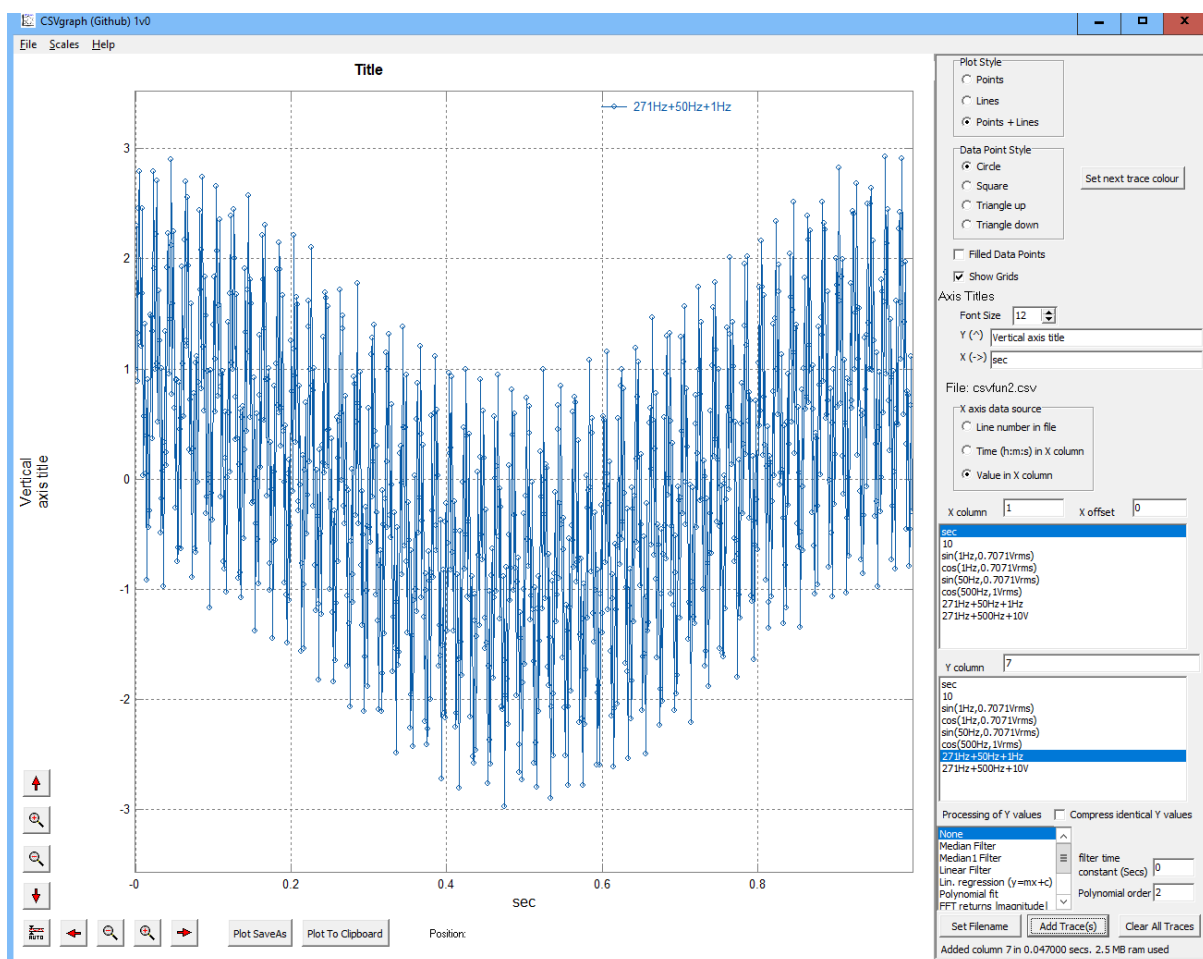 CSVgraph (Github) 1v0
File Scales Help
Title
271Hz+50Hz+1Hz
3
2
1
0
-1
-2
-3
Vertical
axis title
-0
0.2
0.4
0.6
0.8
sec
AUTO
Plot SaveAs
Plot To Clipboard
Position:
Plot Style
Points
Lines
Points + Lines
Data Point Style
Circle
Square
Triangle up
Triangle down
Set next trace colour
Filled Data Points
Show Grids
Axis Titles
Font Size 12
Y (^) Vertical axis title
X (->) sec
File: csvfun2.csv
X axis data source
Line number in file
Time (h:m:s) in X column
Value in X column
X column 1 X offset 0
sec
10
sin(1Hz,0.7071Vrms)
cos(1Hz,0.7071Vrms)
sin(50Hz,0.7071Vrms)
cos(500Hz,1Vrms)
271Hz+50Hz+1Hz
271Hz+500Hz+10V
Y column 7
sec
10
sin(1Hz,0.7071Vrms)
cos(1Hz,0.7071Vrms)
sin(50Hz,0.7071Vrms)
cos(500Hz,1Vrms)
271Hz+50Hz+1Hz
271Hz+500Hz+10V
Processing of Y values Compress identical Y values
None
Median Filter
Median1 Filter
Linear Filter
Lin. regression (y=mx+c)
Polynomial fit
FFT returns |magnitude|
filter time
constant (Secs) 0
Polynomial order 2
Set Filename Add Trace(s) Clear All Traces
Added column 7 in 0.047000 secs. 2.5 MB ram used